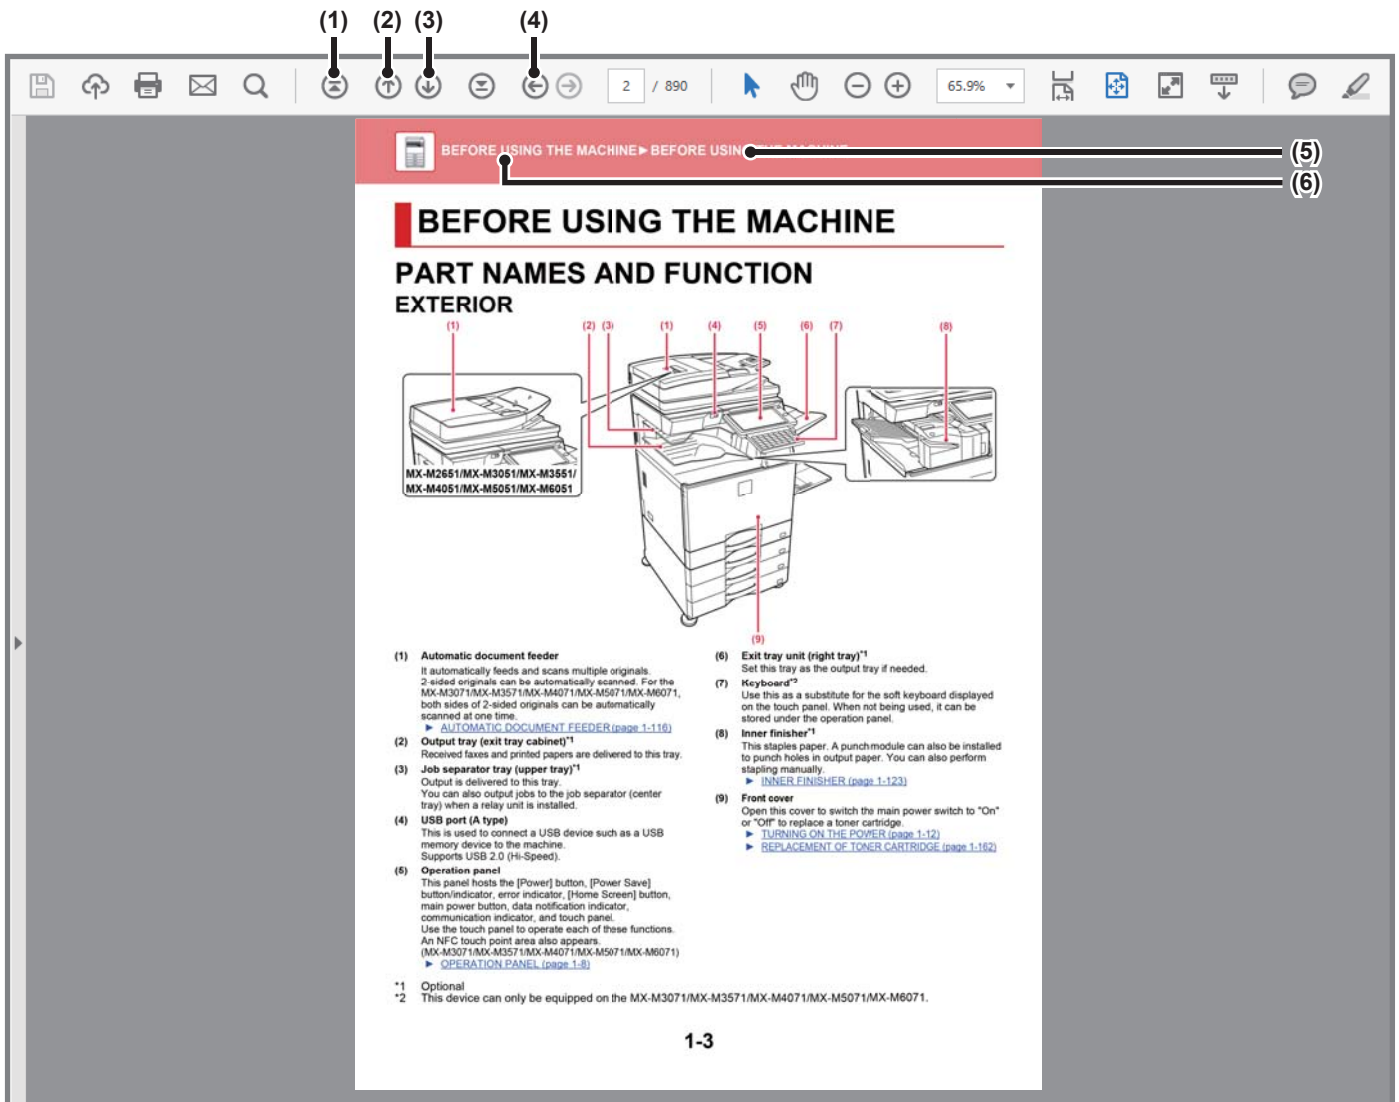 (1) (2) (3) (4)
2 / 890 65.9%
BEFORE USING THE MACHINE►BEFORE USING THE MACHINE
(5)
(6)
BEFORE USING THE MACHINE
PART NAMES AND FUNCTION
EXTERIOR
(1) (2) (3) (1) (4) (5) (6) (7) (8)
MX-M2651/MX-M3051/MX-M3551/
MX-M4051/MX-M5051/MX-M6051
(9)
(1) Automatic document feeder
It automatically feeds and scans multiple originals.
2-sided originals can be automatically scanned. For the
MX-M3071/MX-M3571/MX-M4071/MX-M5071/MX-M6071,
both sides of 2-sided originals can be automatically
scanned at one time.
► AUTOMATIC DOCUMENT FEEDER (page 1-116)
(2) Output tray (exit tray cabinet)*1
Received faxes and printed papers are delivered to this tray.
(3) Job separator tray (upper tray)*1
Output is delivered to this tray.
You can also output jobs to the job separator (center
tray) when a relay unit is installed.
(4) USB port (A type)
This is used to connect a USB device such as a USB
memory device to the machine.
Supports USB 2.0 (Hi-Speed).
(5) Operation panel
This panel hosts the [Power] button, [Power Save]
button/indicator, error indicator, [Home Screen] button,
main power button, data notification indicator,
communication indicator, and touch panel.
Use the touch panel to operate each of these functions.
An NFC touch point area also appears.
(MX-M3071/MX-M3571/MX-M4071/MX-M5071/MX-M6071)
► OPERATION PANEL (page 1-8)
(6) Exit tray unit (right tray)*1
Set this tray as the output tray if needed.
(7) Keyboard*2
Use this as a substitute for the soft keyboard displayed
on the touch panel. When not being used, it can be
stored under the operation panel.
(8) Inner finisher*1
This staples paper. A punch module can also be installed
to punch holes in output paper. You can also perform
stapling manually.
► INNER FINISHER (page 1-123)
(9) Front cover
Open this cover to switch the main power switch to "On"
or "Off" to replace a toner cartridge.
► TURNING ON THE POWER (page 1-12)
► REPLACEMENT OF TONER CARTRIDGE (page 1-162)
*1 Optional
*2 This device can only be equipped on the MX-M3071/MX-M3571/MX-M4071/MX-M5071/MX-M6071.
1-3